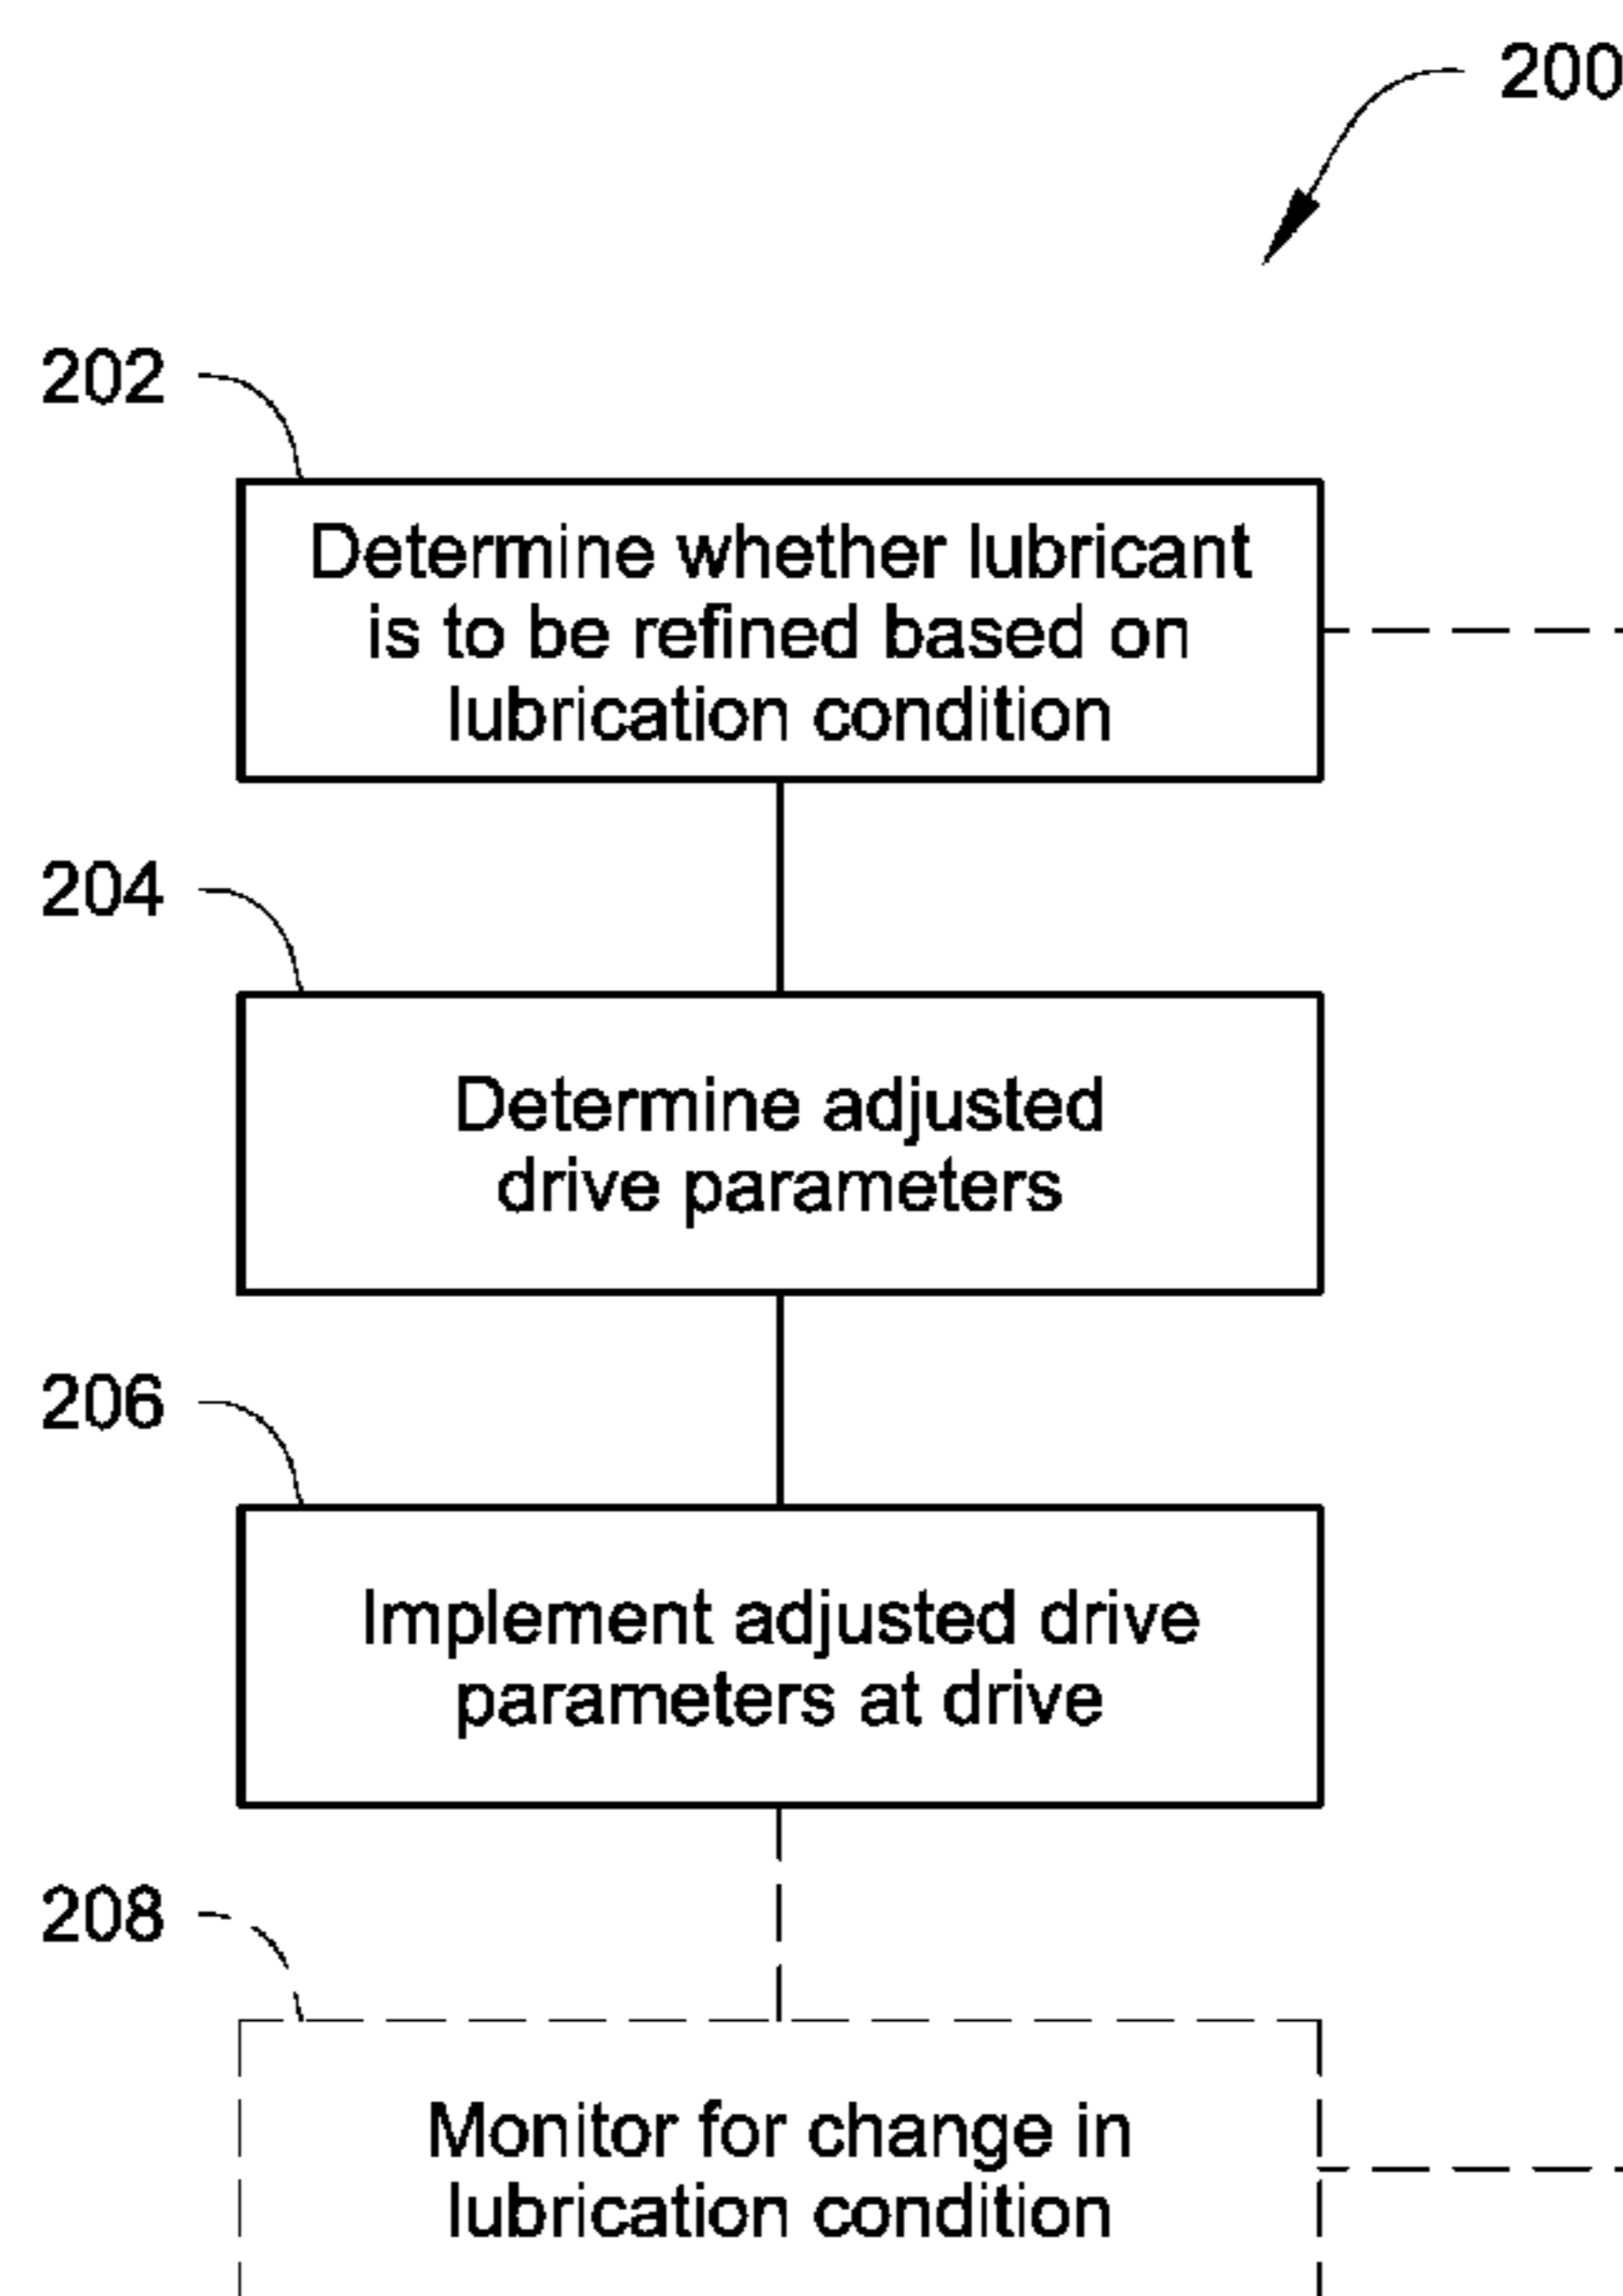 200
202
Determine whether lubricant
is to be refined based on
lubrication condition
204
Determine adjusted
drive parameters
206
Implement adjusted drive
parameters at drive
208
Monitor for change in
lubrication condition